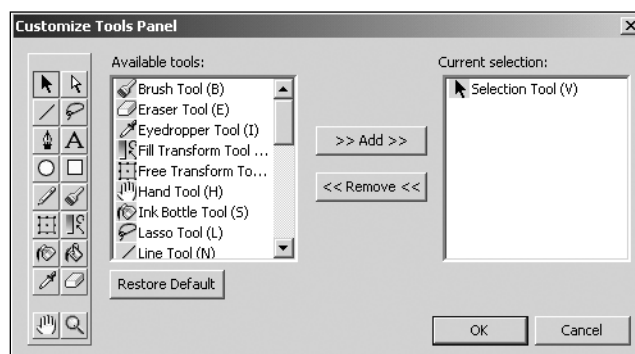 Customize Tools Panel
Available tools:
Brush Tool (B)
Eraser Tool (E)
Eyedropper Tool (I)
Fill Transform Tool ...
Free Transform To...
Hand Tool (H)
Ink Bottle Tool (S)
Lasso Tool (L)
Line Tool (N)
Restore Default
>> Add >>
<< Remove <<
Current selection:
Selection Tool (V)
OK
Cancel